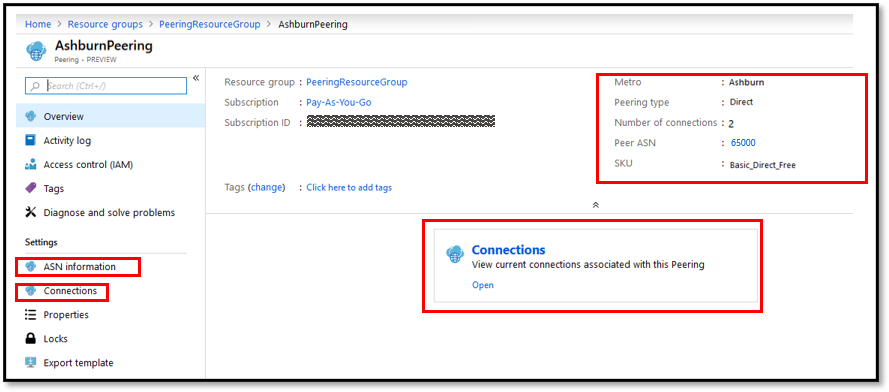 Home > Resource groups > PeeringResourceGroup > AshburnPeering
AshburnPeering
Peering - PREVIEW
Search (Ctrl+/)
«
Overview
Activity log
Access control (IAM)
Tags
Diagnose and solve problems
Settings
ASN information
Connections
Properties
Locks
Export template
Resource group : PeeringResourceGroup
Subscription : Pay-As-You-Go
Subscription ID :
Tags (change) : Click here to add tags
Metro : Ashburn
Peering type : Direct
Number of connections : 2
Peer ASN : 65000
SKU : Basic_Direct_Free
Connections
View current connections associated with this Peering
Open